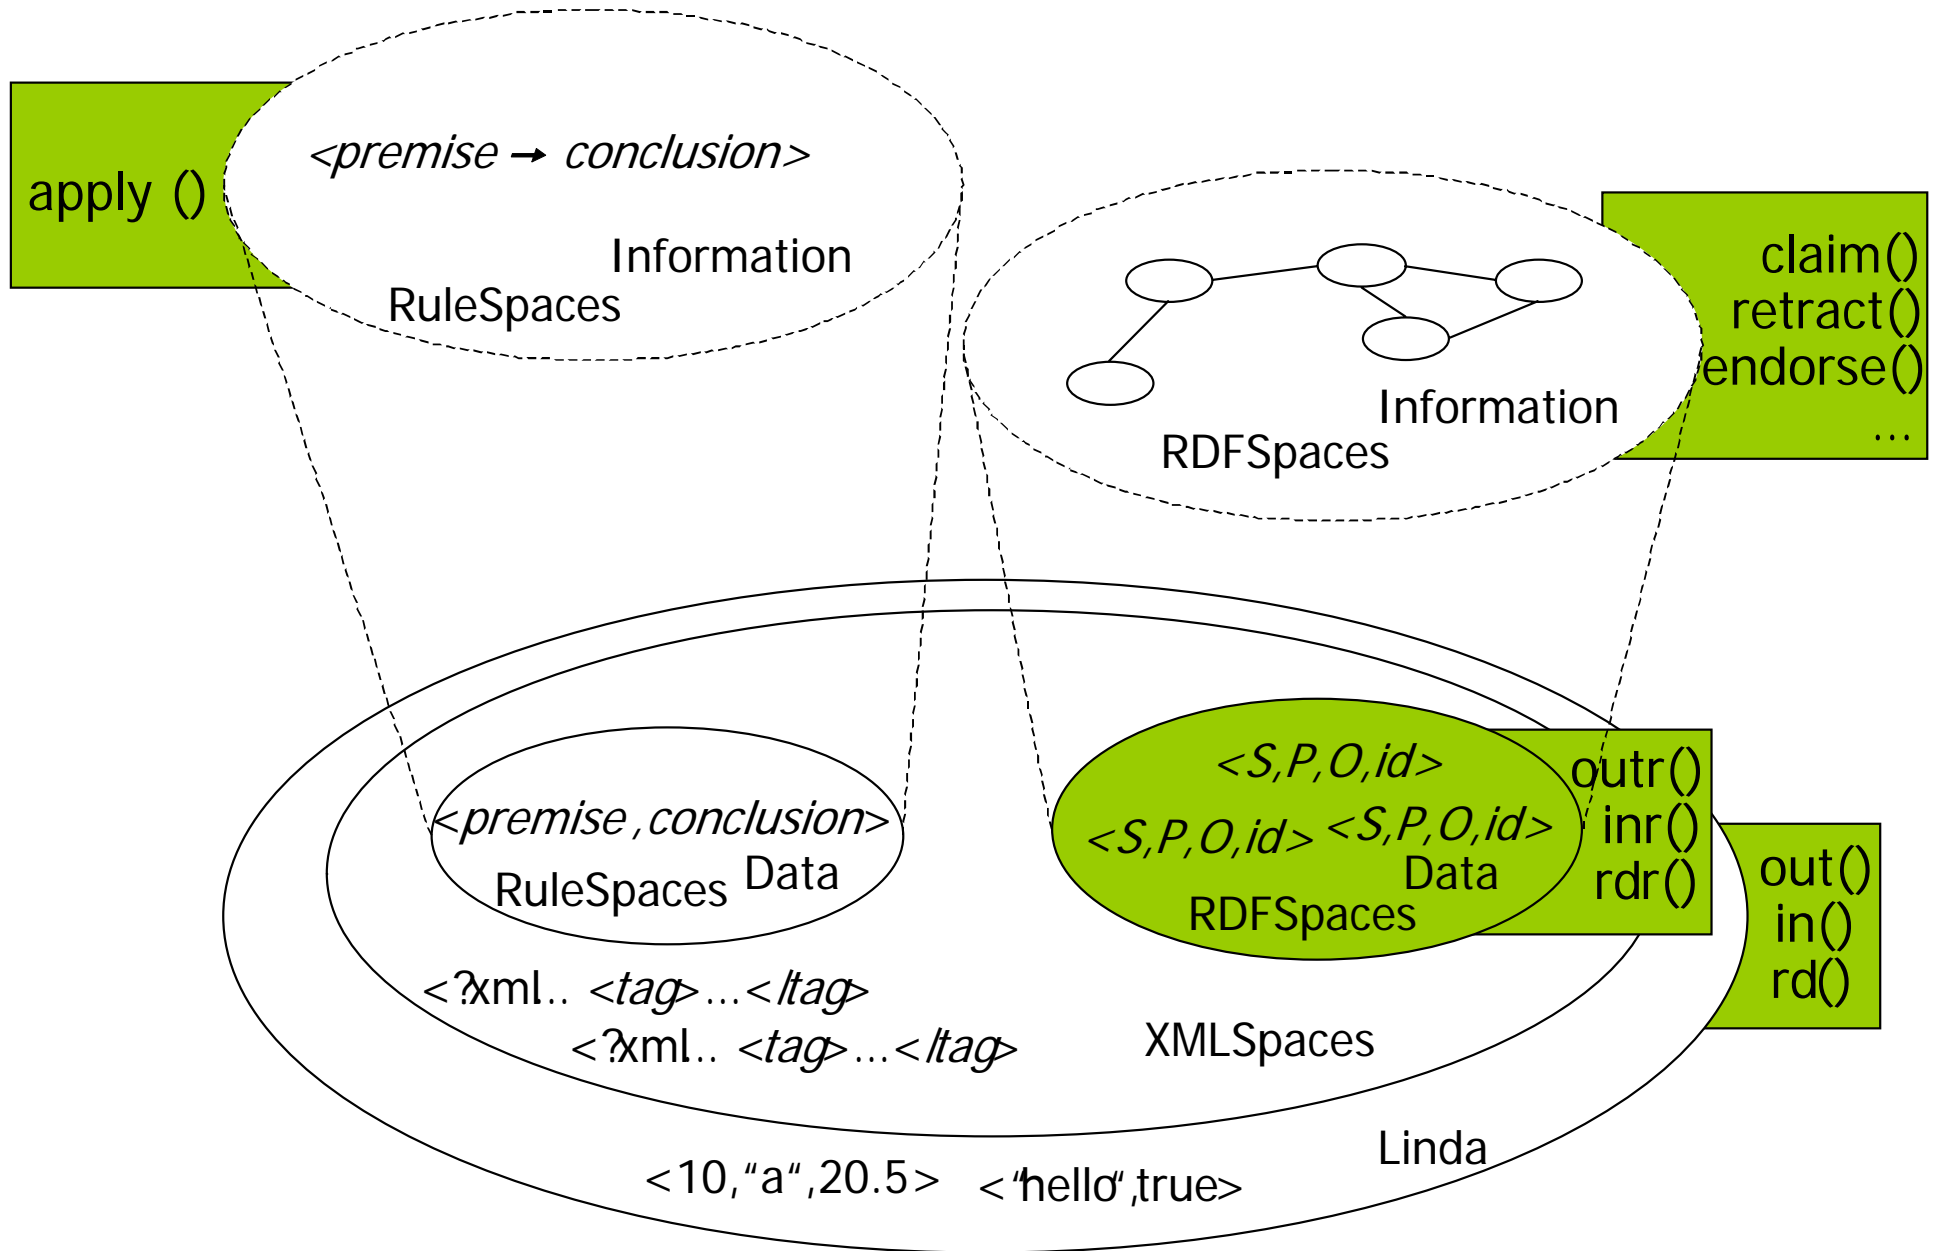 <premise → conclusion>
apply ()
Information
RuleSpaces
claim()
retract()
endorse()
...
Information
RDFSpaces
<S,P,O,id>
<S,P,O,id> <S,P,O,id>
Data
RDFSpaces
outr()
inr()
rdr()
<premise,conclusion>
Data
RuleSpaces
out()
in()
rd()
<?xml... <tag>...</tag>
<?xml... <tag>...</tag>
XMLSpaces
Linda
<10,"a",20.5> <"hello",true>